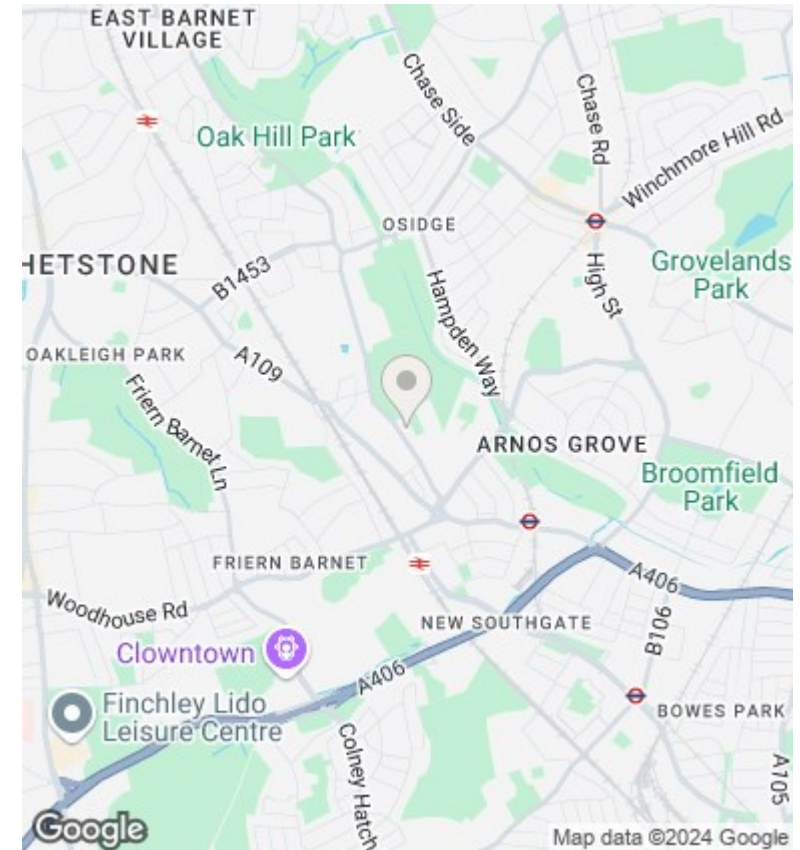 EAST BARNET
VILLAGE
Chase Side
Chase Rd
Oak Hill Park
Winchmore Hill Rd
OSIDGE
HETSTONE
B1453
Hampden Way
High St
Grovelands
Park
OAKLEIGH PARK
A109
Friern Barnet Ln
ARNOS GROVE
Broomfield
Park
FRIERN BARNET
A406
Woodhouse Rd
NEW SOUTHGATE
B106
Clowntown
A406
Finchley Lido
Leisure Centre
BOWES PARK
Colney Hatch
A105
Google
Map data ©2024 Google